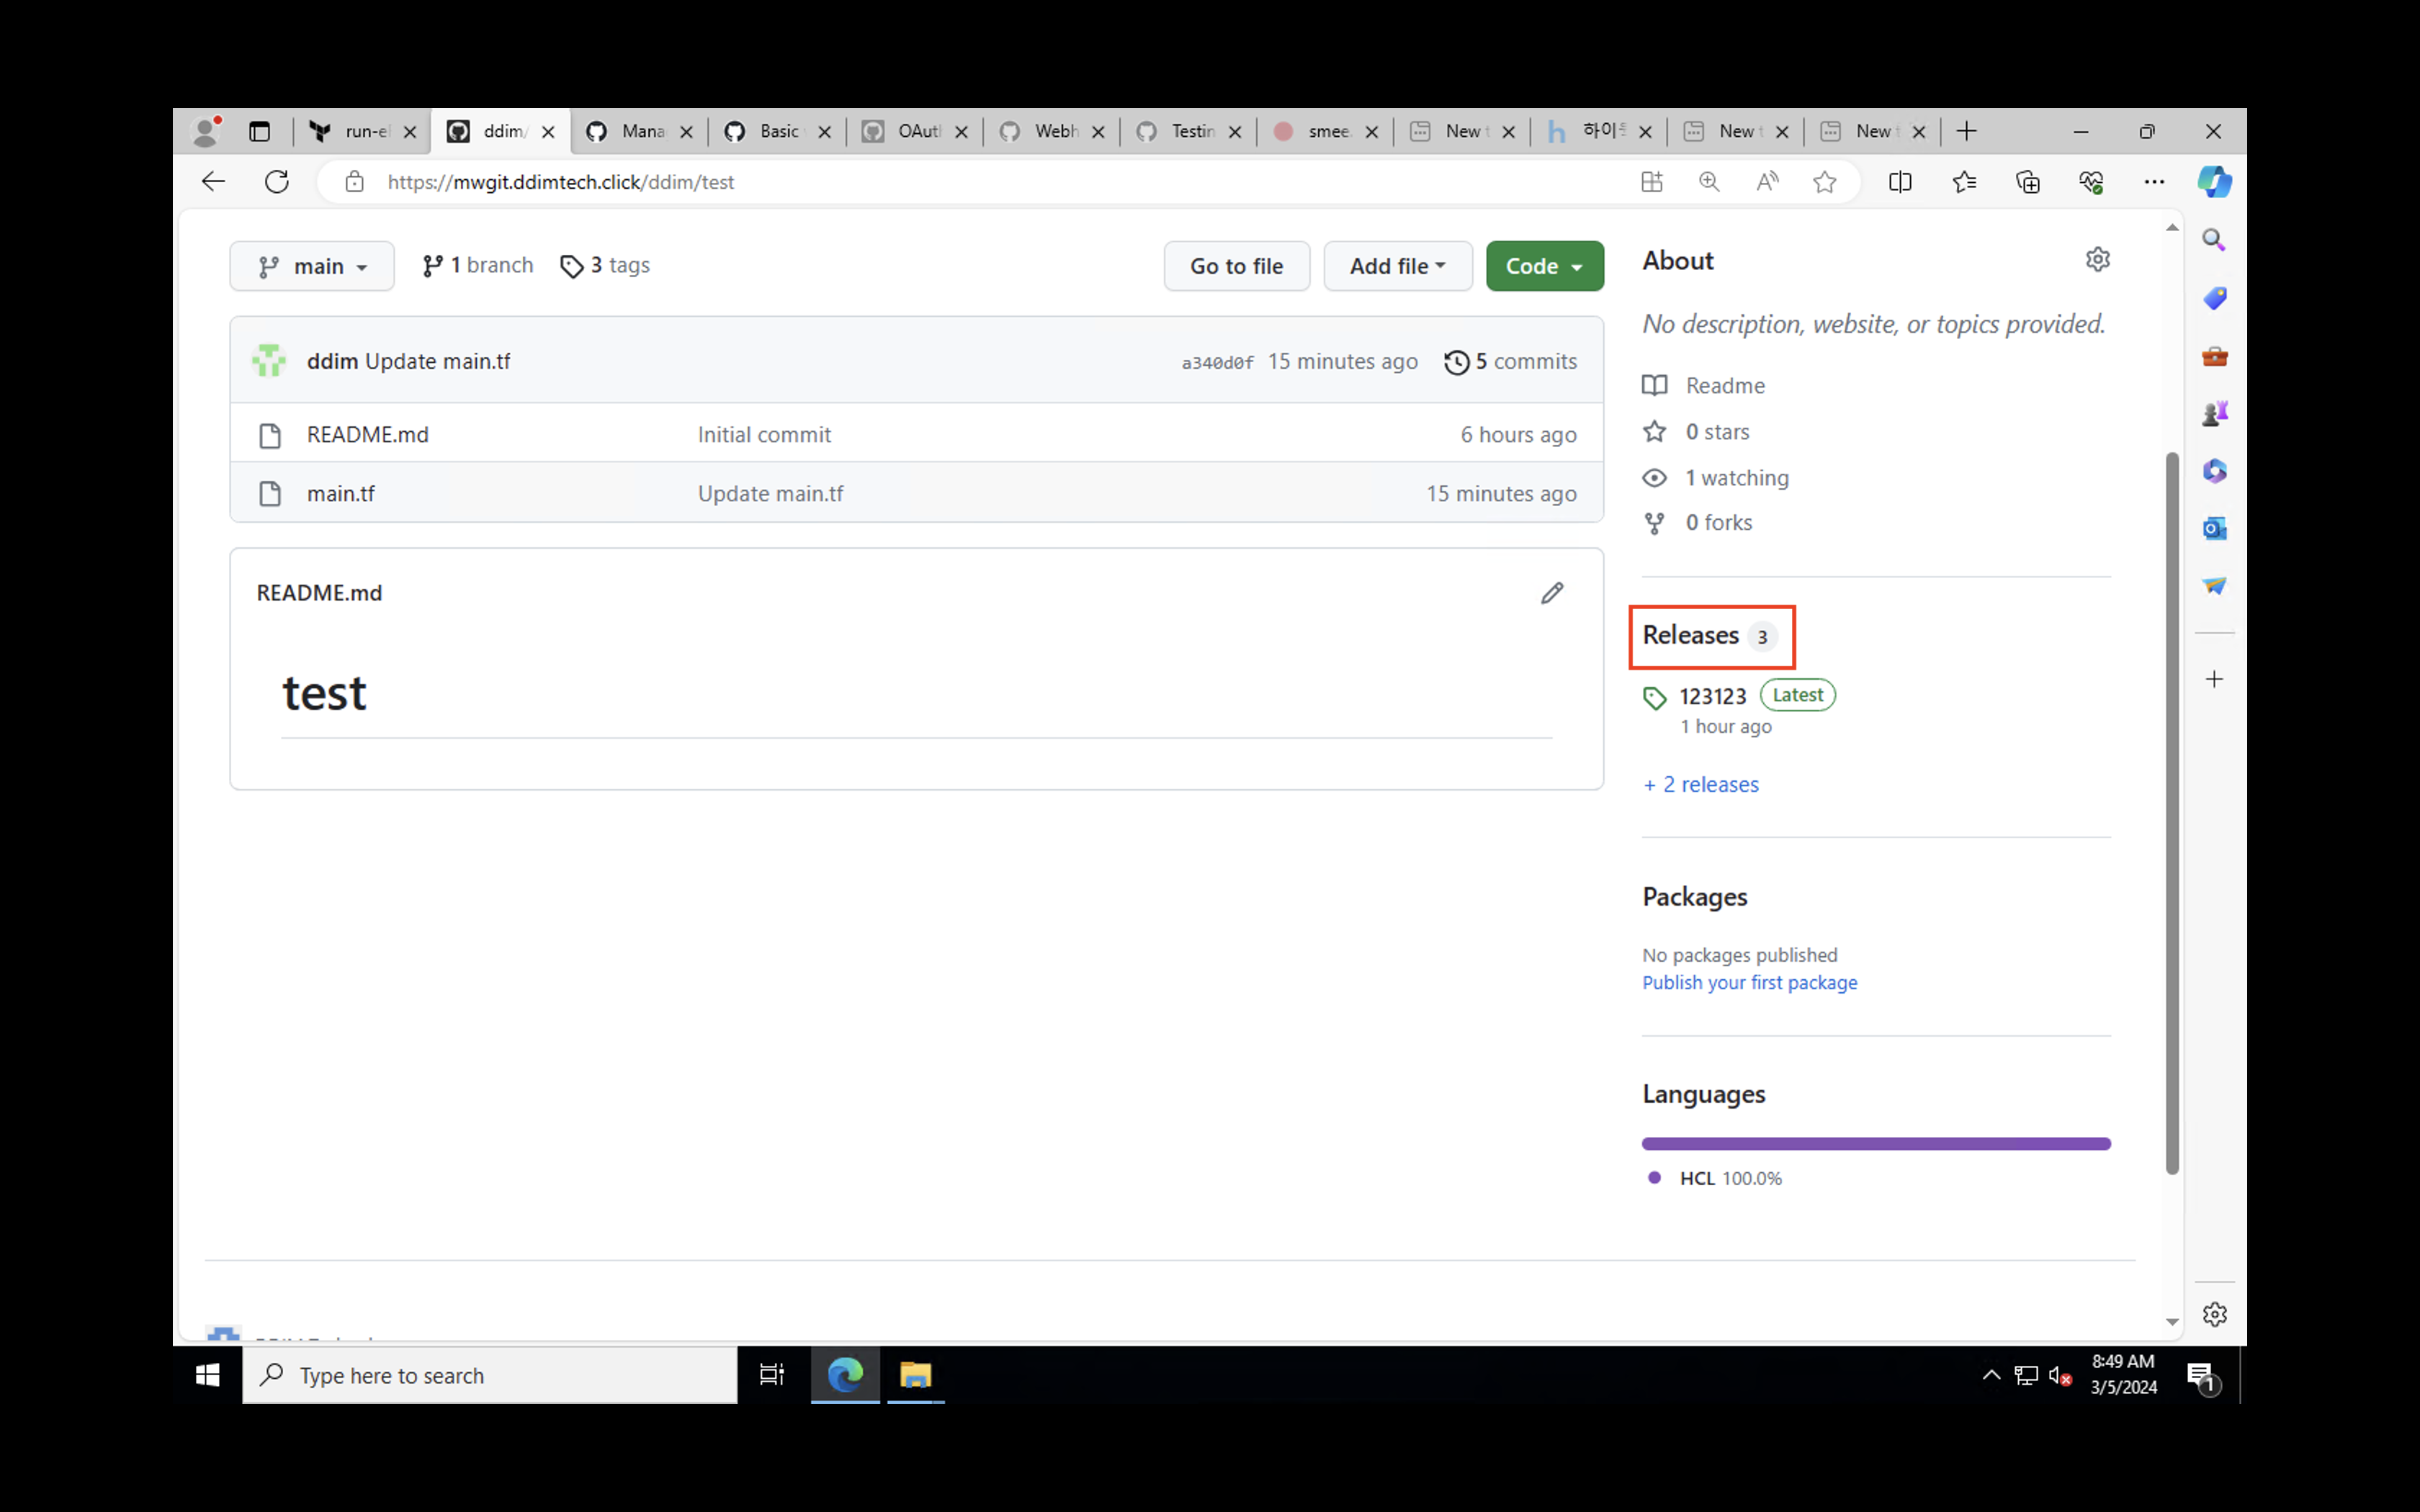 run-e
ddim/
Mana
Basic
OAut
Webh
Testin
smee.
New t
하이
New t
New t
https://mwgit.ddimtech.click/ddim/test
main
1 branch
3 tags
Go to file
Add file
Code
ddim Update main.tf
a340d0f 15 minutes ago
5 commits
README.md Initial commit 6 hours ago
main.tf Update main.tf 15 minutes ago
README.md
test
About
No description, website, or topics provided.
Readme
0 stars
1 watching
0 forks
Releases 3
123123 Latest
1 hour ago
+ 2 releases
Packages
No packages published
Publish your first package
Languages
HCL 100.0%
Type here to search
8:49 AM
3/5/2024
1